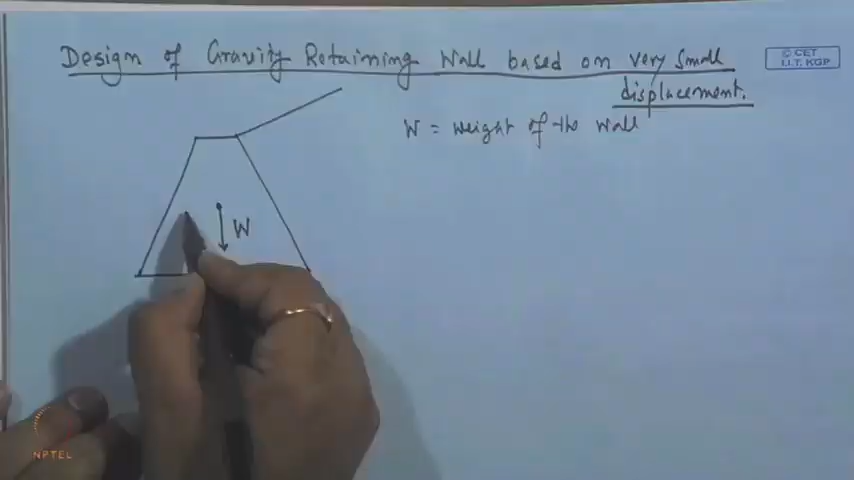 Design of Gravity Retaining Wall based on very small
displacement.
© CET
I.I.T. KGP
W = weight of the wall
W
NPTEL